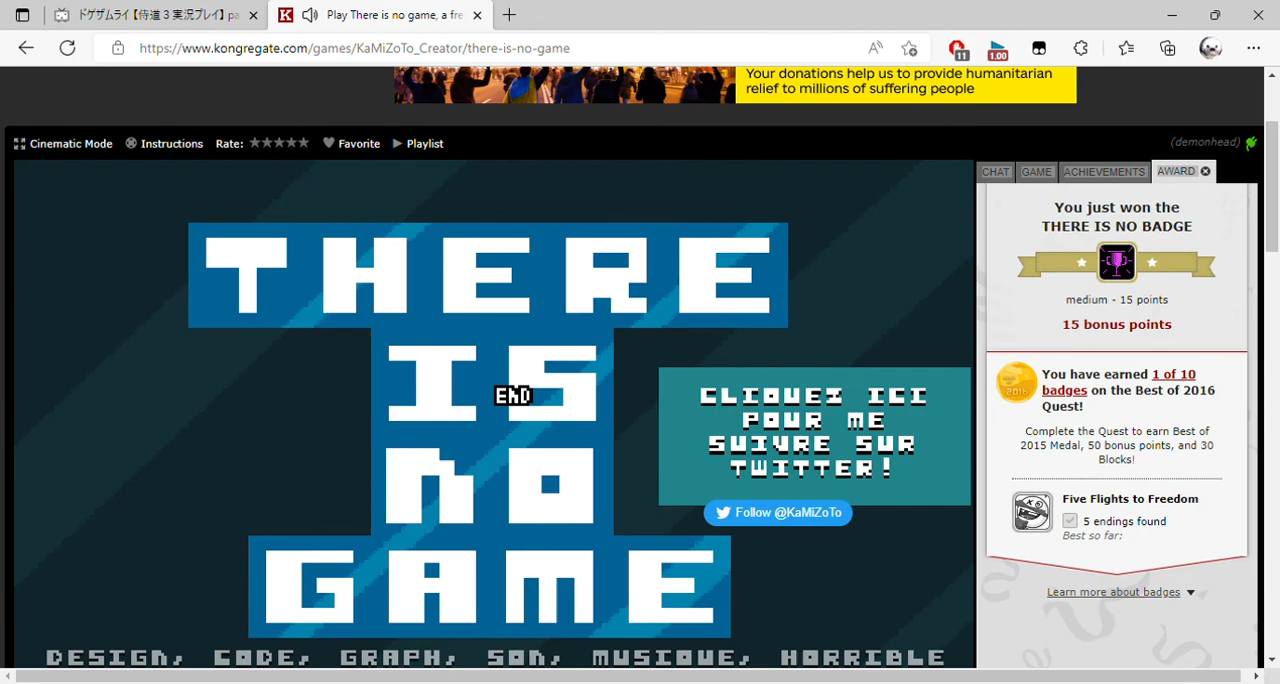 ドゲザムライ【侍道３実況プレイ】pa
Play There is no game, a fre
https://www.kongregate.com/games/KaMiZoTo_Creator/there-is-no-game
11
1.00
Your donations help us to provide humanitarian
relief to millions of suffering people
Cinematic Mode Instructions Rate: Favorite Playlist
(demonhead)
CHAT GAME ACHIEVEMENTS AWARD
THERE
IS
END
NO
GAME
CLIQUEZ ICI
POUR ME
SUIVRE SUR
TWITTER!
Follow @KaMiZoTo
DESIGN, CODE, GRAPH, SON, MUSIQUE, HORRIBLE
You just won the
THERE IS NO BADGE
medium - 15 points
15 bonus points
2016
You have earned 1 of 10
badges on the Best of 2016
Quest!
Complete the Quest to earn Best of
2015 Medal, 50 bonus points, and 30
Blocks!
Five Flights to Freedom
5 endings found
Best so far:
Learn more about badges